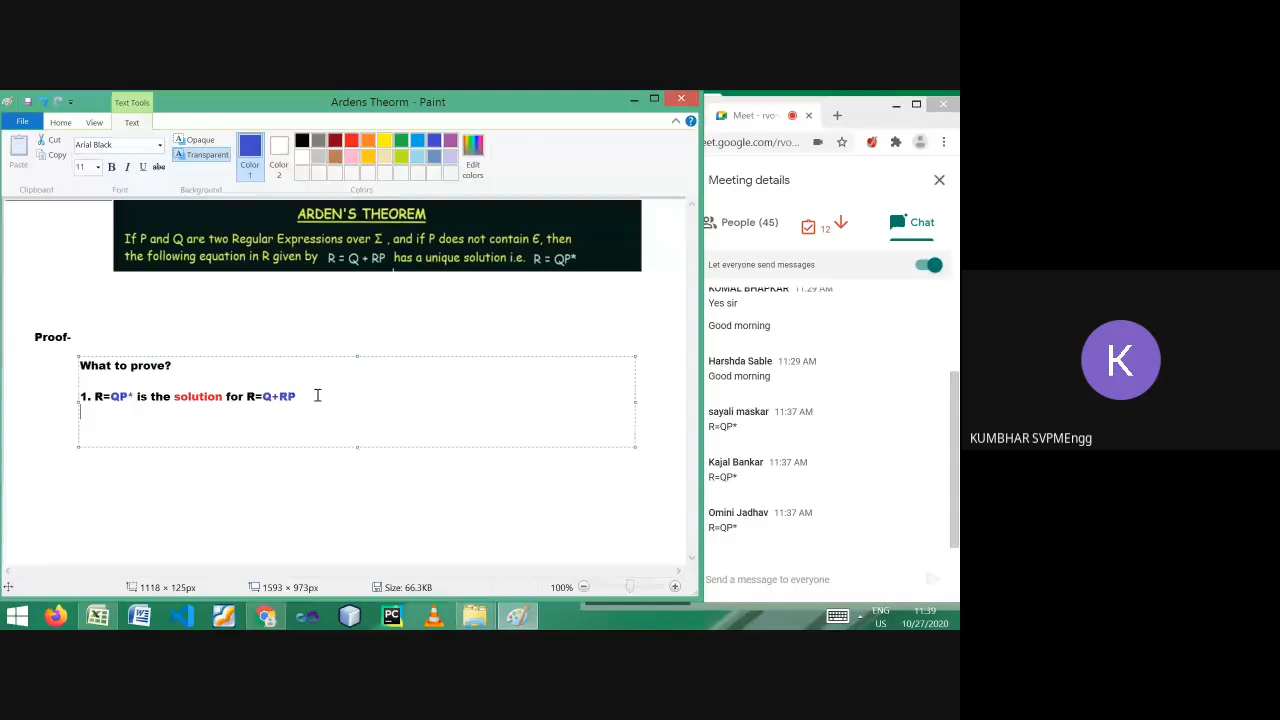 Text Tools
Ardens Theorm - Paint
File
Home
View
Text
Paste
Cut
Copy
Clipboard
Arial Black
11
B I U abc
Font
Opaque
Transparent
Background
Color 1
Color 2
Edit colors
Colors
ARDEN'S THEOREM
If P and Q are two Regular Expressions over Σ , and if P does not contain Є, then
the following equation in R given by R = Q + RP has a unique solution i.e. R = QP*
Proof-
What to prove?
1. R=QP* is the solution for R=Q+RP
1118 × 125px
1593 × 973px
Size: 66.3KB
100%
Meet - rvo-
eet.google.com/rvo...
Meeting details
People (45)
12
Chat
Let everyone send messages
KOMAL BHAPKAR 11:29 AM
Yes sir
Good morning
Harshda Sable 11:29 AM
Good morning
sayali maskar 11:37 AM
R=QP*
Kajal Bankar 11:37 AM
R=QP*
Omini Jadhav 11:37 AM
R=QP*
Send a message to everyone
PC
ENG
US
11:39
10/27/2020
K
KUMBHAR SVPMEngg